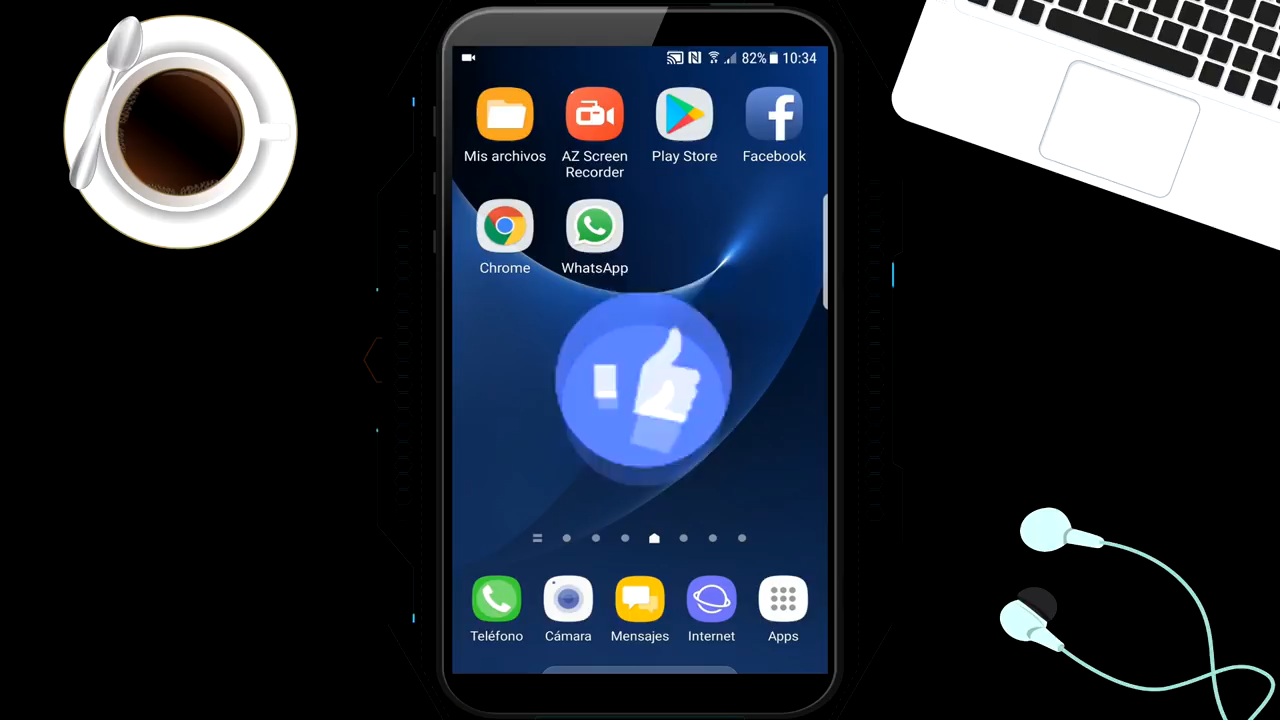 82% 10:34
Mis archivos
AZ Screen
Recorder
Play Store
Facebook
Chrome
WhatsApp
Teléfono
Cámara
Mensajes
Internet
Apps